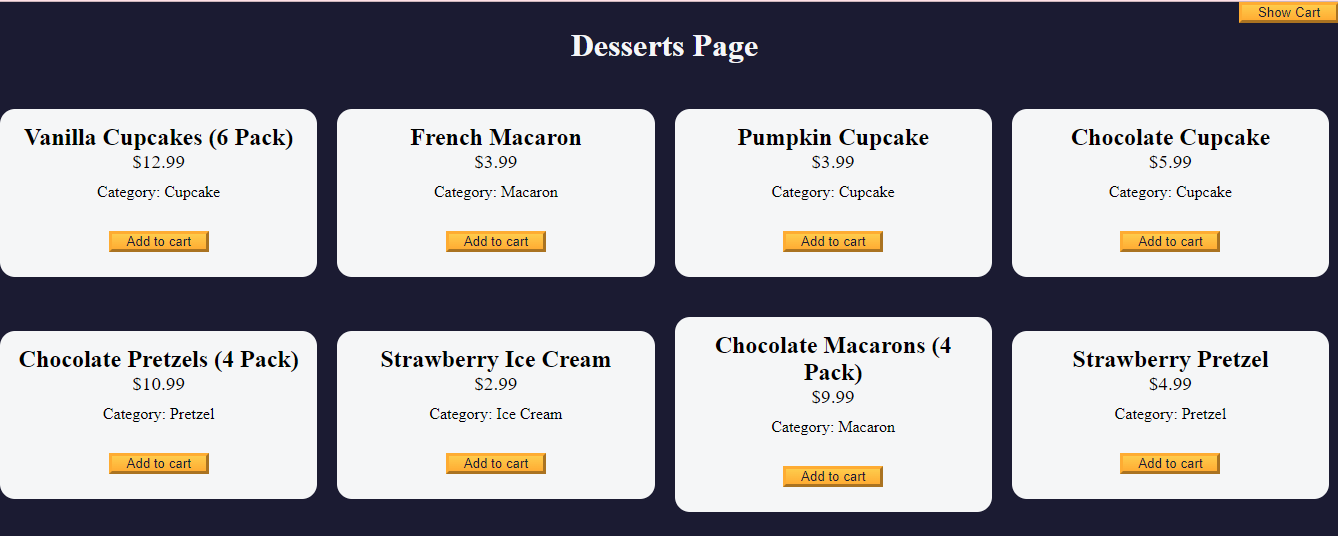 Show Cart
Desserts Page
Vanilla Cupcakes (6 Pack)
$12.99
Category: Cupcake
Add to cart
French Macaron
$3.99
Category: Macaron
Add to cart
Pumpkin Cupcake
$3.99
Category: Cupcake
Add to cart
Chocolate Cupcake
$5.99
Category: Cupcake
Add to cart
Chocolate Pretzels (4 Pack)
$10.99
Category: Pretzel
Add to cart
Strawberry Ice Cream
$2.99
Category: Ice Cream
Add to cart
Chocolate Macarons (4
Pack)
$9.99
Category: Macaron
Add to cart
Strawberry Pretzel
$4.99
Category: Pretzel
Add to cart